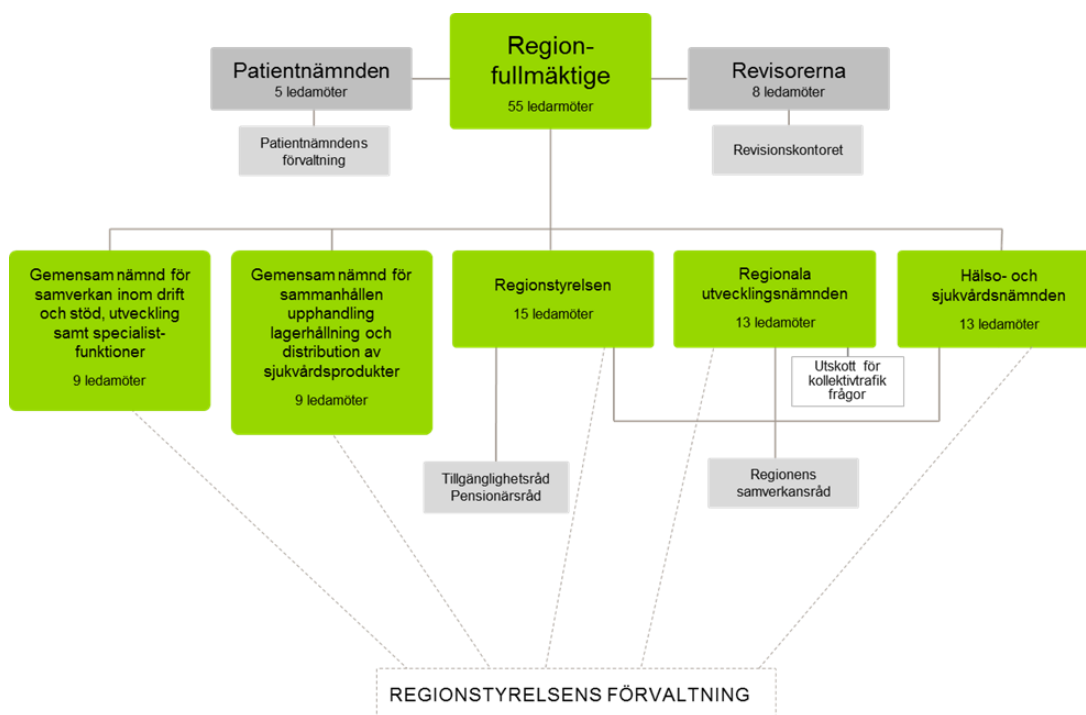 Region-
fullmäktige
55 ledarmöter
Patientnämnden
5 ledamöter
Revisorerna
8 ledamöter
Patientnämndens
förvaltning
Revisionskontoret
Gemensam nämnd för
samverkan inom drift
och stöd, utveckling
samt specialist-
funktioner
9 ledamöter
Gemensam nämnd för
sammanhållen
upphandling
lagerhållning och
distribution av
sjukvårdsprodukter
9 ledamöter
Regionstyrelsen
15 ledamöter
Regionala
utvecklingsnämnden
13 ledamöter
Hälso- och
sjukvårdsnämnden
13 ledamöter
Utskott för
kollektivtrafik
frågor
Tillgänglighetsråd
Pensionärsråd
Regionens
samverkansråd
REGIONSTYRELSENS FÖRVALTNING